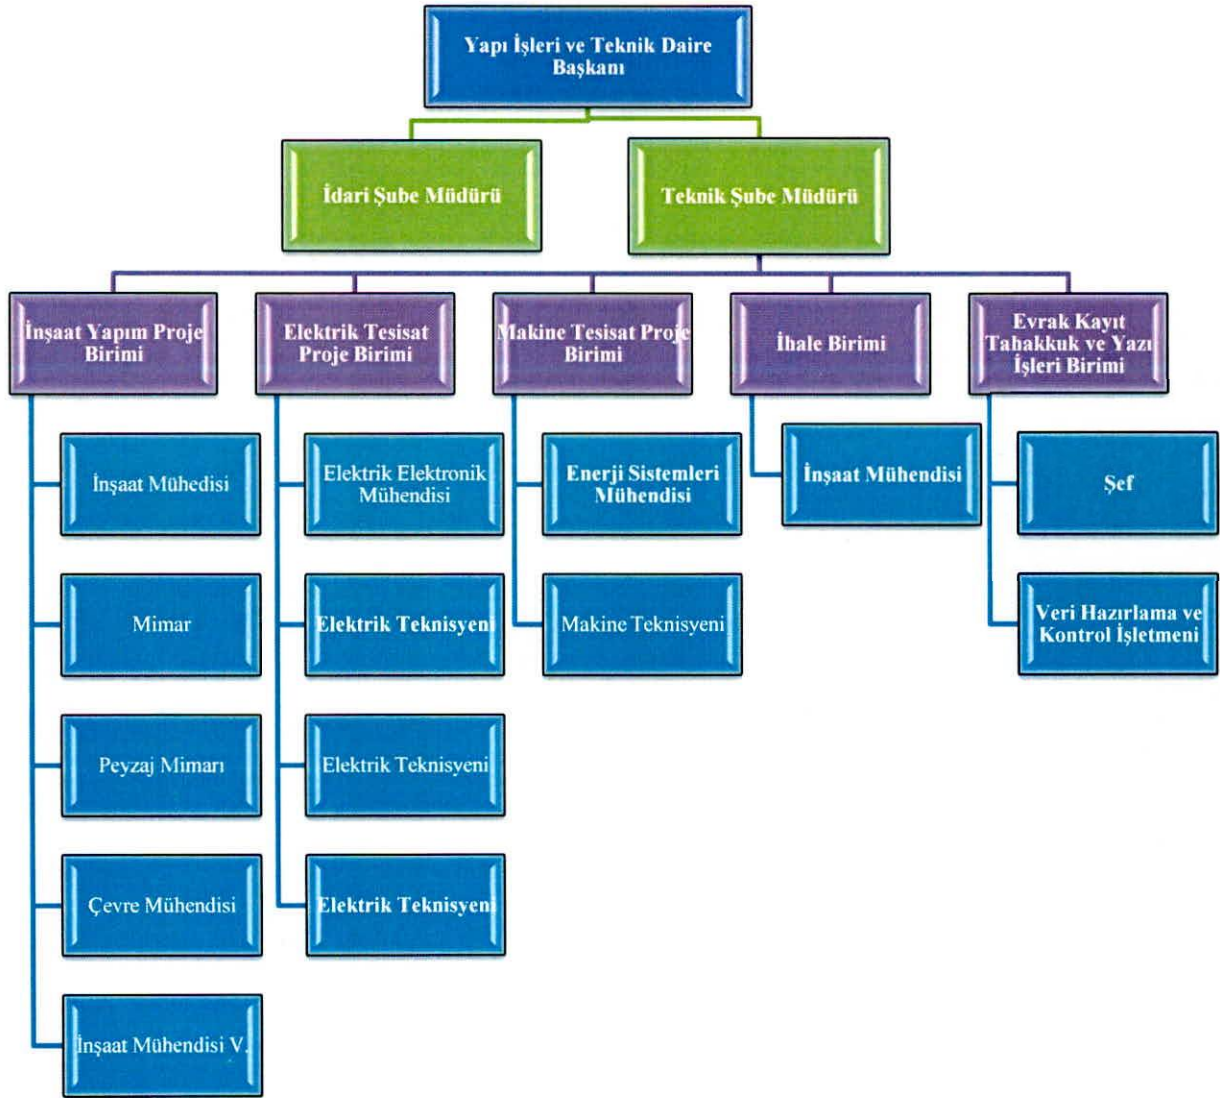 Yapı İşleri ve Teknik Daire
Başkanı
İdari Şube Müdürü
Teknik Şube Müdürü
İnşaat Yapım Proje
Birimi
Elektrik Tesisat
Proje Birimi
Makine Tesisat Proje
Birimi
İhale Birimi
Evrak Kayıt
Tahakkuk ve Yazı
İşleri Birimi
İnşaat Mühedisi
Mimar
Peyzaj Mimarı
Çevre Mühendisi
İnşaat Mühendisi V.
Elektrik Elektronik
Mühendisi
Elektrik Teknisyeni
Elektrik Teknisyeni
Elektrik Teknisyeni
Enerji Sistemleri
Mühendisi
Makine Teknisyeni
İnşaat Mühendisi
Şef
Veri Hazırlama ve
Kontrol İşletmeni